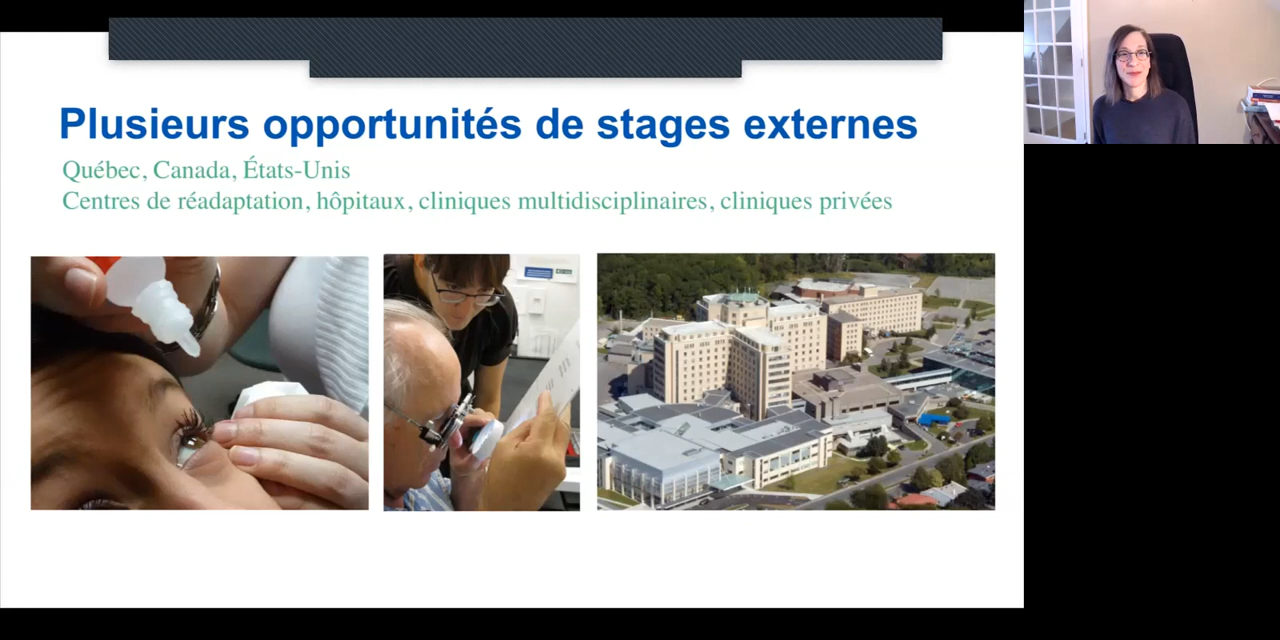 Plusieurs opportunités de stages externes
Québec, Canada, États-Unis
Centres de réadaptation, hôpitaux, cliniques multidisciplinaires, cliniques privées